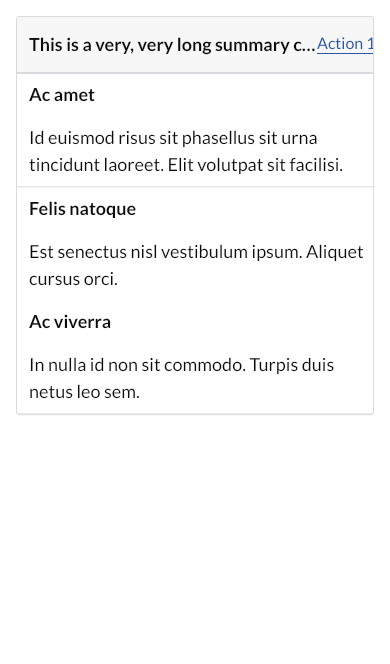 This is a very, very long summary c... Action 1
Ac amet
Id euismod risus sit phasellus sit urna
tincidunt laoreet. Elit volutpat sit facilisi.
Felis natoque
Est senectus nisl vestibulum ipsum. Aliquet
cursus orci.
Ac viverra
In nulla id non sit commodo. Turpis duis
netus leo sem.